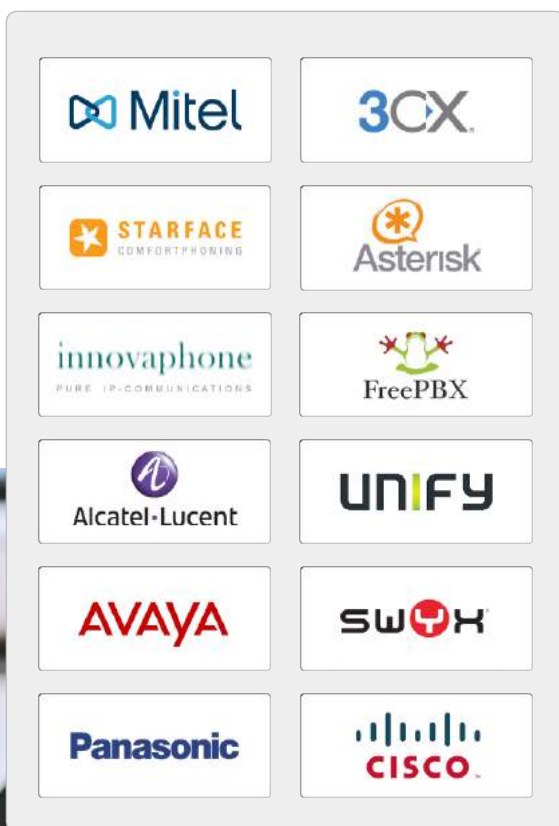 Mitel
3CX
STARFACE
COMFORTPHONING
Asterisk
innovaphone
PURE IP-COMMUNICATIONS
FreePBX
Alcatel·Lucent
UNIFY
AVAYA
swyx
Panasonic
CISCO